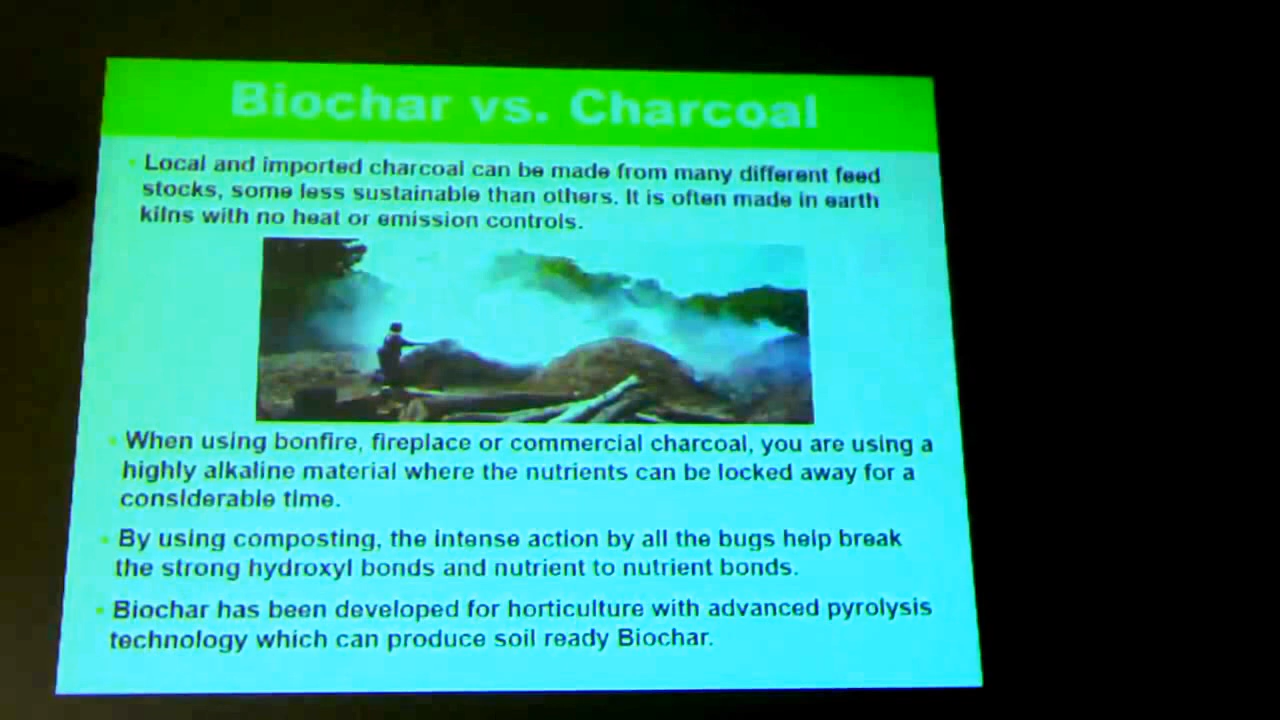 Biochar vs. Charcoal
Local and imported charcoal can be made from many different feed
stocks, some less sustainable than others. It is often made in earth
kilns with no heat or emission controls.
When using bonfire, fireplace or commercial charcoal, you are using a
highly alkaline material where the nutrients can be locked away for a
considerable time.
By using composting, the intense action by all the bugs help break
the strong hydroxyl bonds and nutrient to nutrient bonds.
Biochar has been developed for horticulture with advanced pyrolysis
technology which can produce soil ready Biochar.